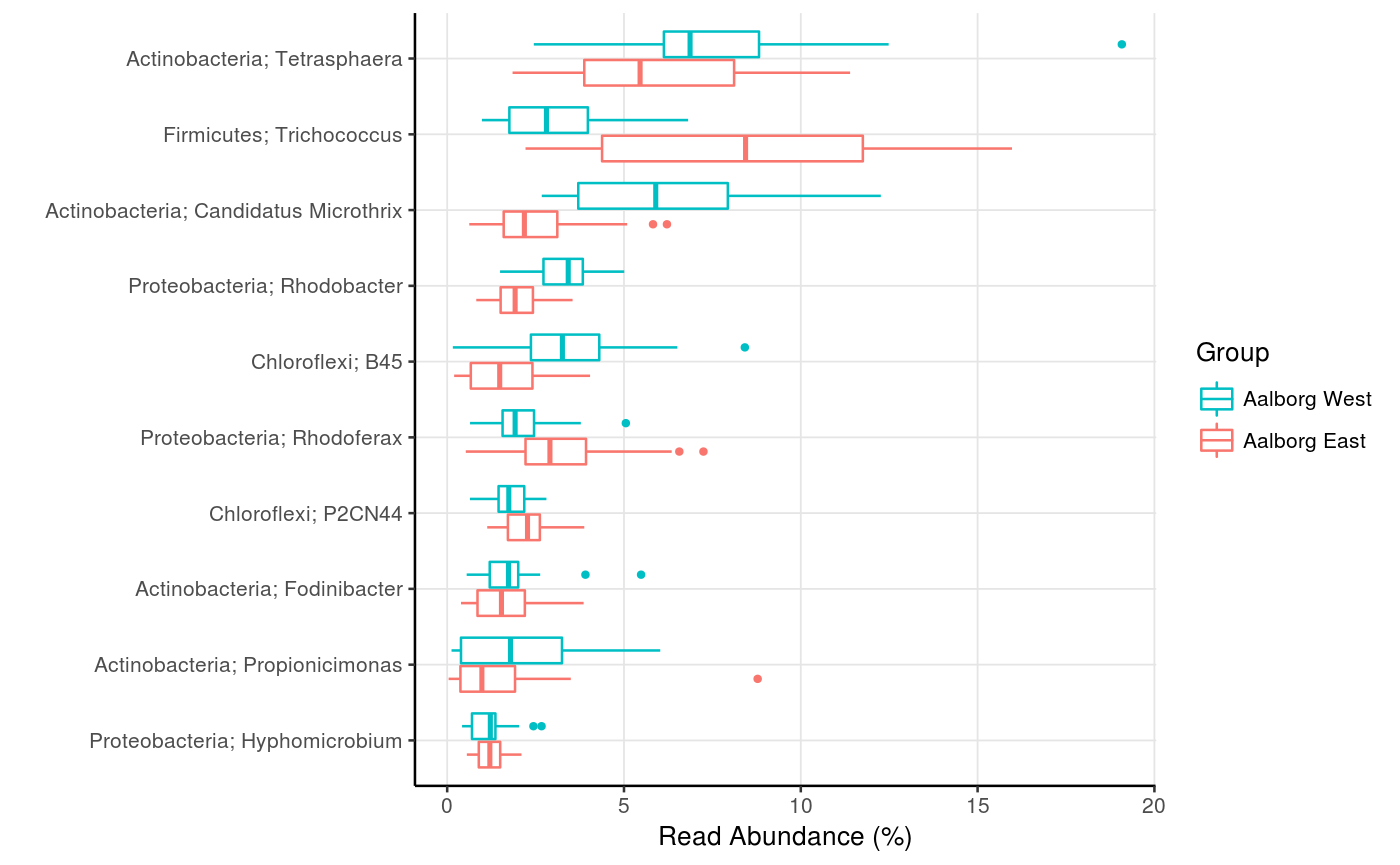 Actinobacteria; Tetrasphaera
Firmicutes; Trichococcus
Actinobacteria; Candidatus Microthrix
Proteobacteria; Rhodobacter
Chloroflexi; B45
Proteobacteria; Rhodoferax
Chloroflexi; P2CN44
Actinobacteria; Fodinibacter
Actinobacteria; Propionicimonas
Proteobacteria; Hyphomicrobium
0 5 10 15 20
Read Abundance (%)
Group
Aalborg West
Aalborg East